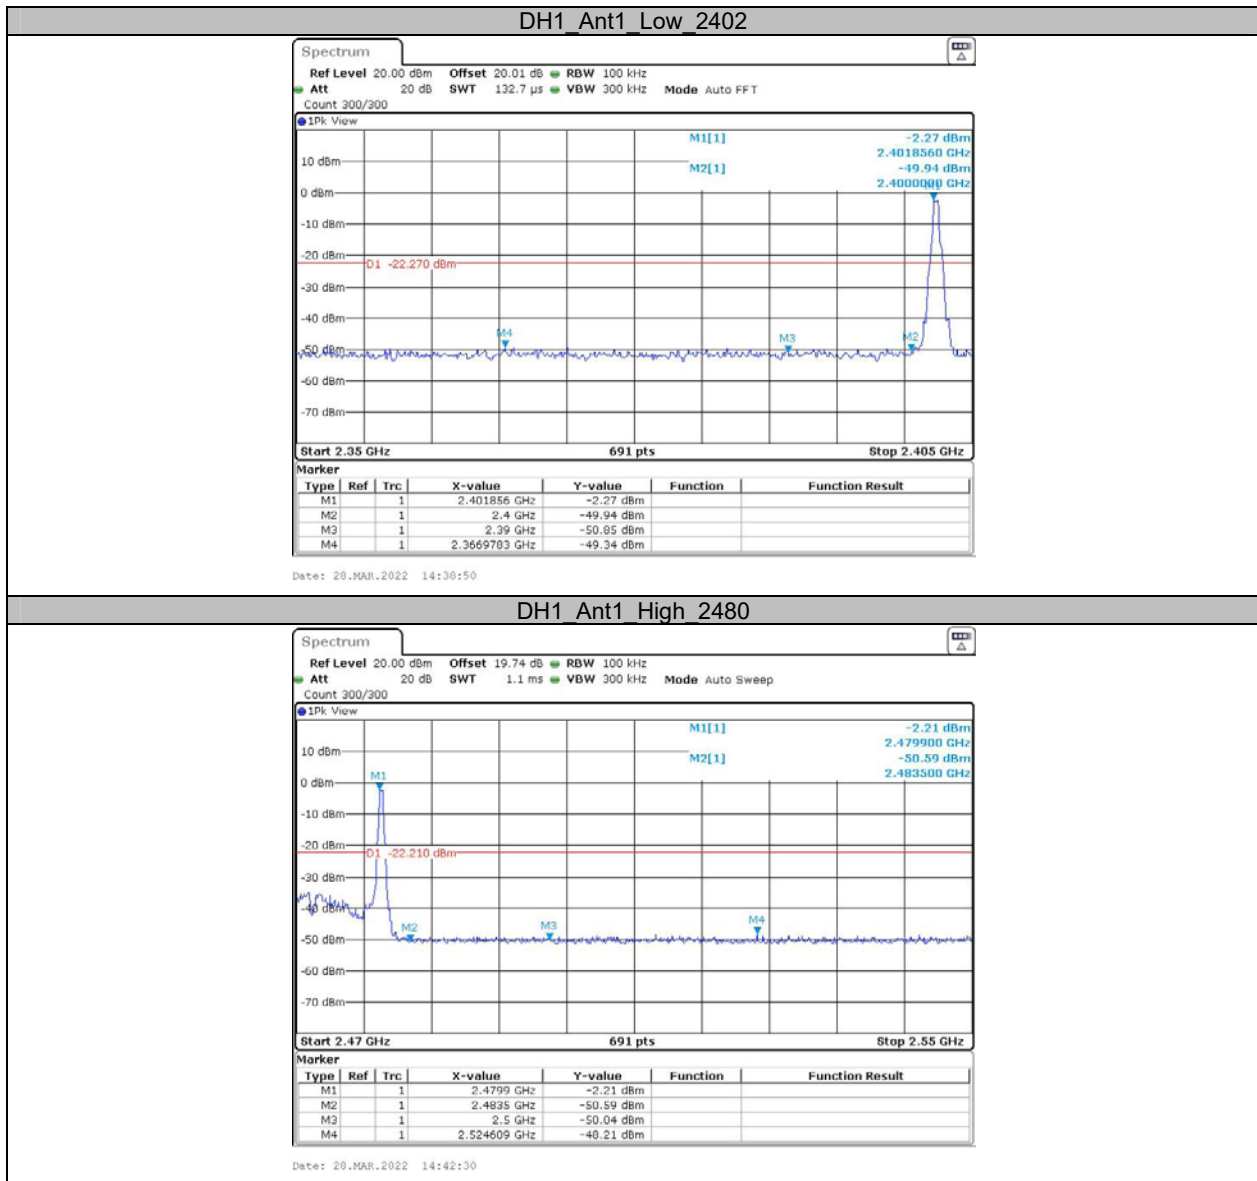 DH1_Ant1_Low_2402
Spectrum
Ref Level 20.00 dBm Offset 20.01 dB RBW 100 kHz
Att 20 dB SWT 132.7 µs VBW 300 kHz Mode Auto FFT
Count 300/300
1Pk View
M1[1] -2.27 dBm
2.4018560 GHz
10 dBm
M2[1] -49.94 dBm
2.4000000 GHz
M1
0 dBm
-10 dBm
-20 dBm
D1 -22.270 dBm
-30 dBm
-40 dBm
M4 M3 M2
-50 dBm
-60 dBm
-70 dBm
Start 2.35 GHz 691 pts Stop 2.405 GHz
Marker
Type Ref Trc X-value Y-value Function Function Result
M1 1 2.401856 GHz -2.27 dBm
M2 1 2.4 GHz -49.94 dBm
M3 1 2.39 GHz -50.85 dBm
M4 1 2.3669783 GHz -49.34 dBm
Date: 28.MAR.2022 14:38:50
DH1_Ant1_High_2480
Spectrum
Ref Level 20.00 dBm Offset 19.74 dB RBW 100 kHz
Att 20 dB SWT 1.1 ms VBW 300 kHz Mode Auto Sweep
Count 300/300
1Pk View
M1[1] -2.21 dBm
2.479900 GHz
10 dBm
M2[1] -50.59 dBm
2.483500 GHz
M1
0 dBm
-10 dBm
-20 dBm
D1 -22.210 dBm
-30 dBm
-40 dBm
M2 M3 M4
-50 dBm
-60 dBm
-70 dBm
Start 2.47 GHz 691 pts Stop 2.55 GHz
Marker
Type Ref Trc X-value Y-value Function Function Result
M1 1 2.4799 GHz -2.21 dBm
M2 1 2.4835 GHz -50.59 dBm
M3 1 2.5 GHz -50.04 dBm
M4 1 2.524609 GHz -48.21 dBm
Date: 28.MAR.2022 14:42:30